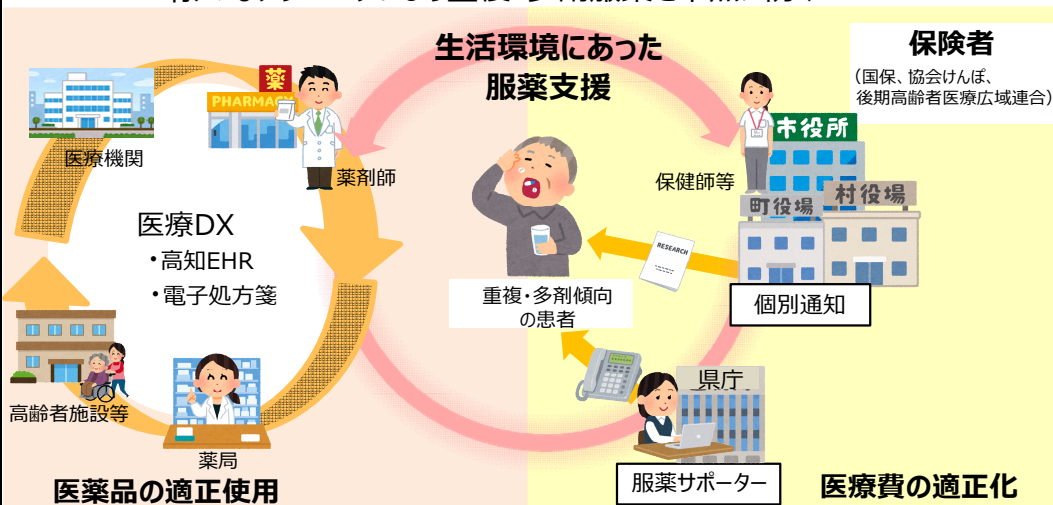 生活環境にあった
服薬支援
保険者
(国保、協会けんぽ、
後期高齢者医療広域連合)
薬
PHARMACY
医療機関
薬剤師
市役所
保健師等
町役場
村役場
医療DX
・高知EHR
・電子処方箋
RESEARCH
重複・多剤傾向
の患者
個別通知
県庁
高齢者施設等
薬局
服薬サポーター
医薬品の適正使用
医療費の適正化